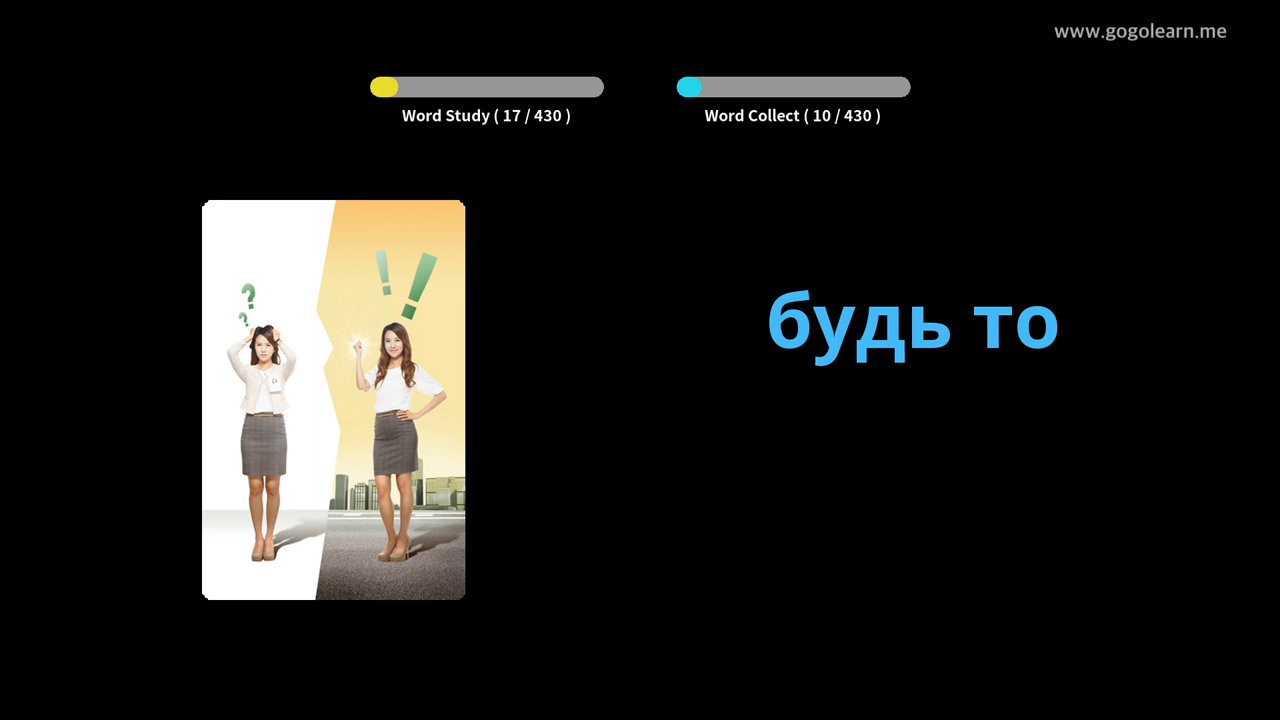 www.gogolearn.me
Word Study ( 17 / 430 )
Word Collect ( 10 / 430 )
? ?
! !
будь то